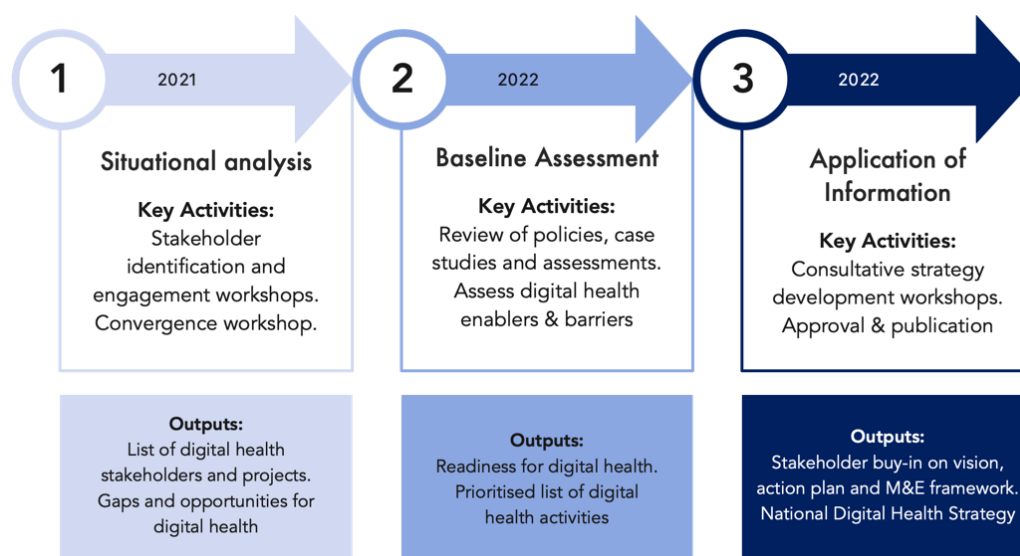 1
2021
Situational analysis
Key Activities:
Stakeholder
identification and
engagement workshops.
Convergence workshop.
Outputs:
List of digital health
stakeholders and projects.
Gaps and opportunities for
digital health
2
2022
Baseline Assessment
Key Activities:
Review of policies, case
studies and assessments.
Assess digital health
enablers & barriers
Outputs:
Readiness for digital health.
Prioritised list of digital
health activities
3
2022
Application of
Information
Key Activities:
Consultative strategy
development workshops.
Approval & publication
Outputs:
Stakeholder buy-in on vision,
action plan and M&E framework.
National Digital Health Strategy